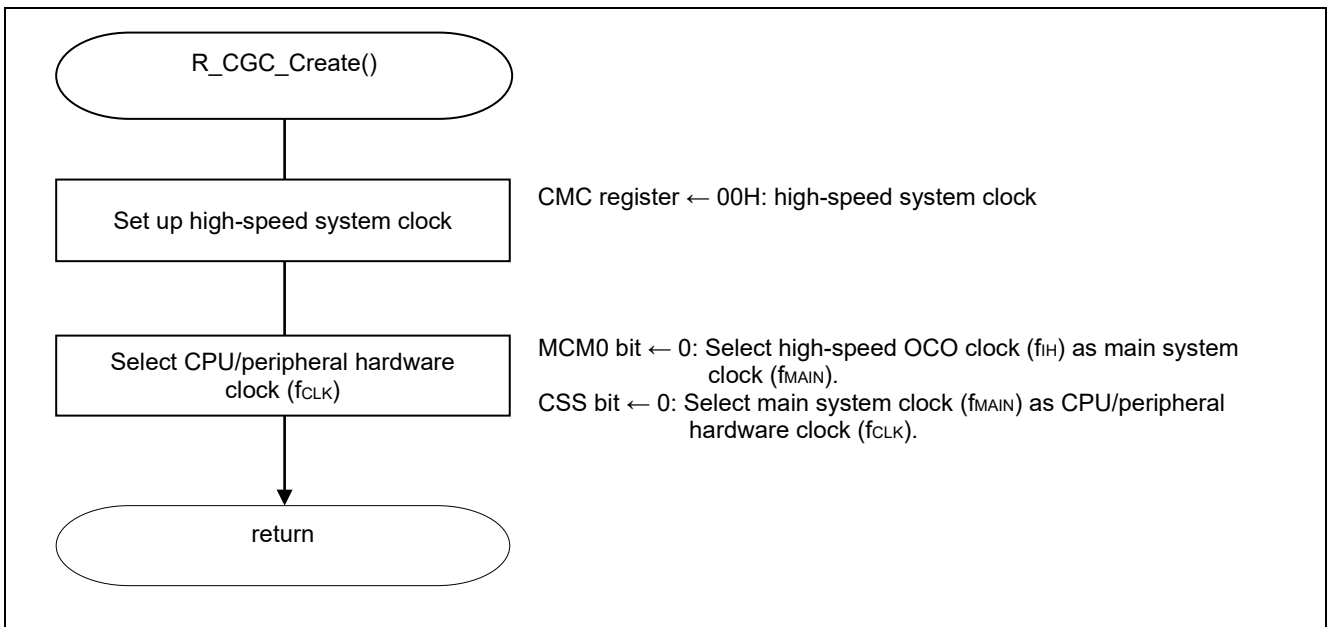 R_CGC_Create()
Set up high-speed system clock
CMC register ← 00H: high-speed system clock
Select CPU/peripheral hardware
clock (fCLK)
MCM0 bit ← 0: Select high-speed OCO clock (fIH) as main system
clock (fMAIN).
CSS bit ← 0: Select main system clock (fMAIN) as CPU/peripheral
hardware clock (fCLK).
return